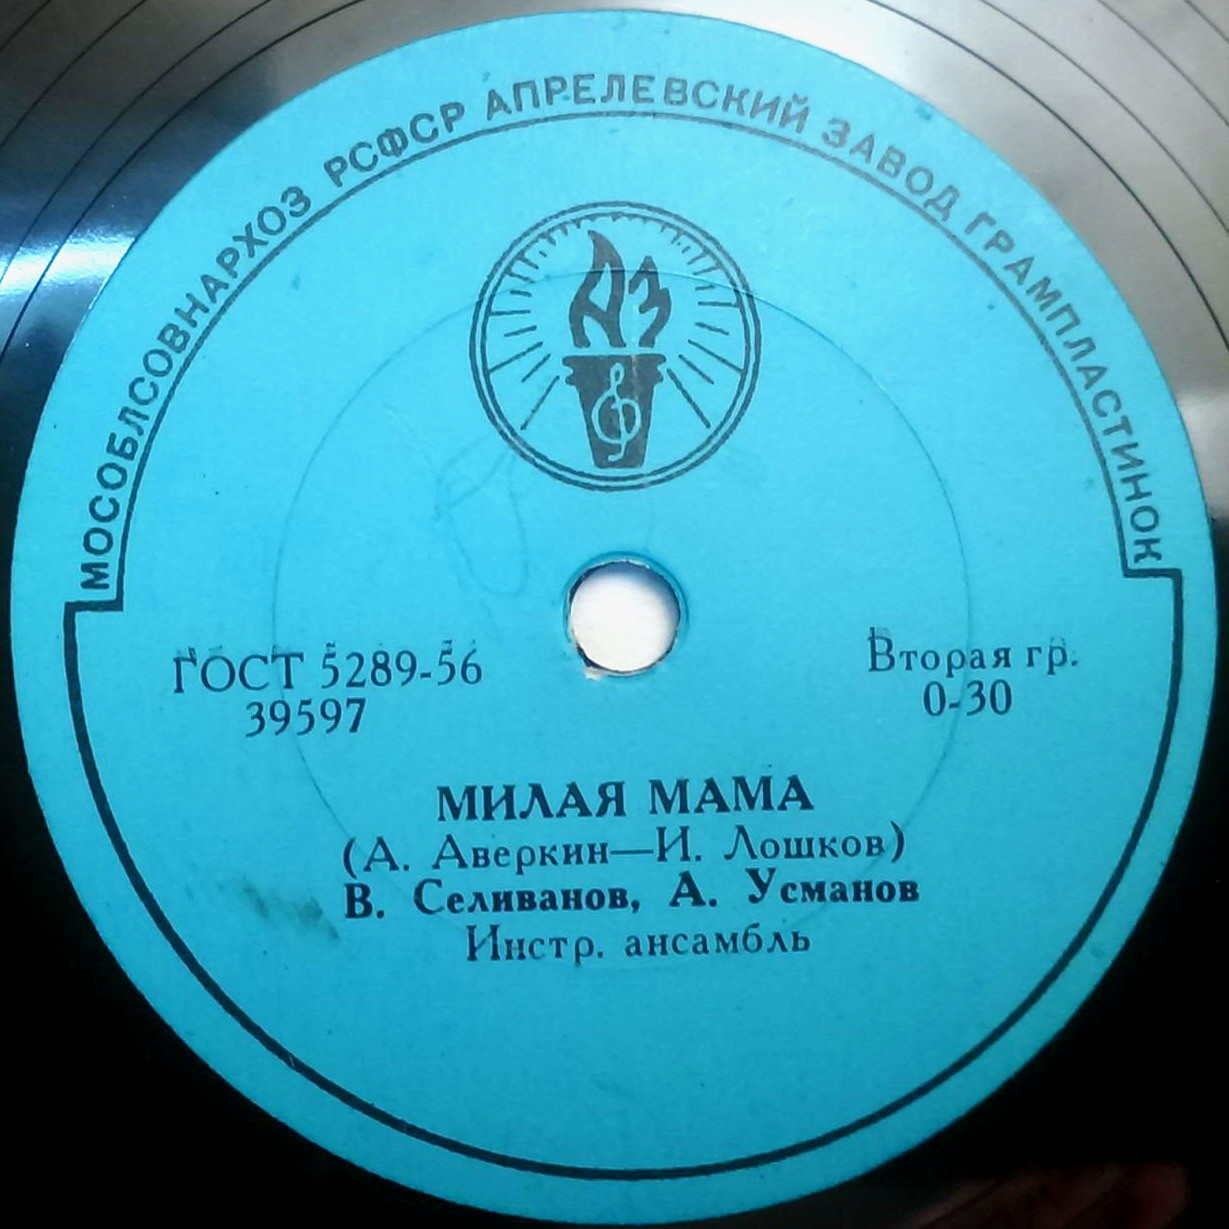 МОСОБЛСОВНАРХОЗ РСФСР АПРЕЛЕВСКИЙ ЗАВОД ГРАМПЛАСТИНОК
АЗ
ГОСТ 5289-56
39597
Вторая гр.
0-30
МИЛАЯ МАМА
(А. Аверкин—И. Лошков)
В. Селиванов, А. Усманов
Инстр. ансамбль